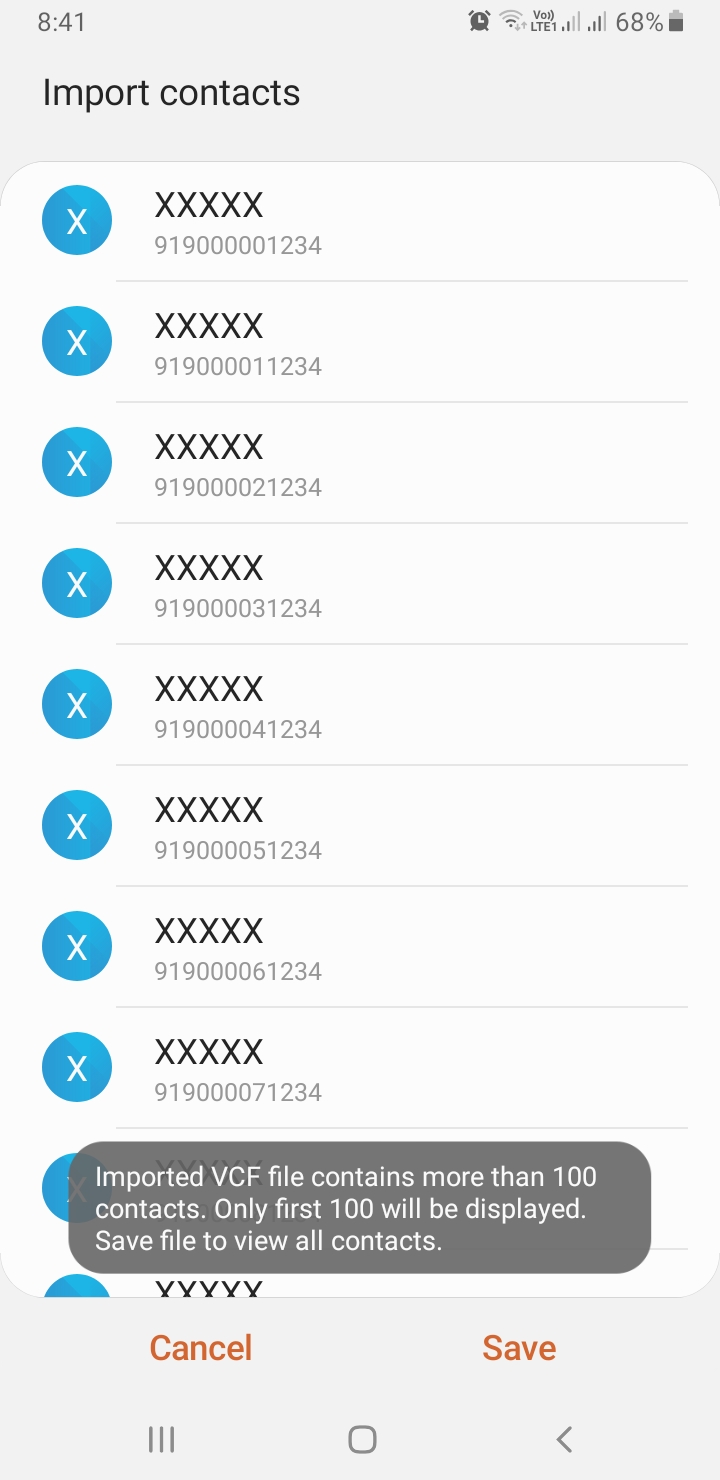 8:41
Vo))
LTE1
68%
Import contacts
X
XXXXX
919000001234
X
XXXXX
919000011234
X
XXXXX
919000021234
X
XXXXX
919000031234
X
XXXXX
919000041234
X
XXXXX
919000051234
X
XXXXX
919000061234
X
XXXXX
919000071234
X
XXXXX
Imported VCF file contains more than 100
contacts. Only first 100 will be displayed.
Save file to view all contacts.
XXXXX
Cancel
Save